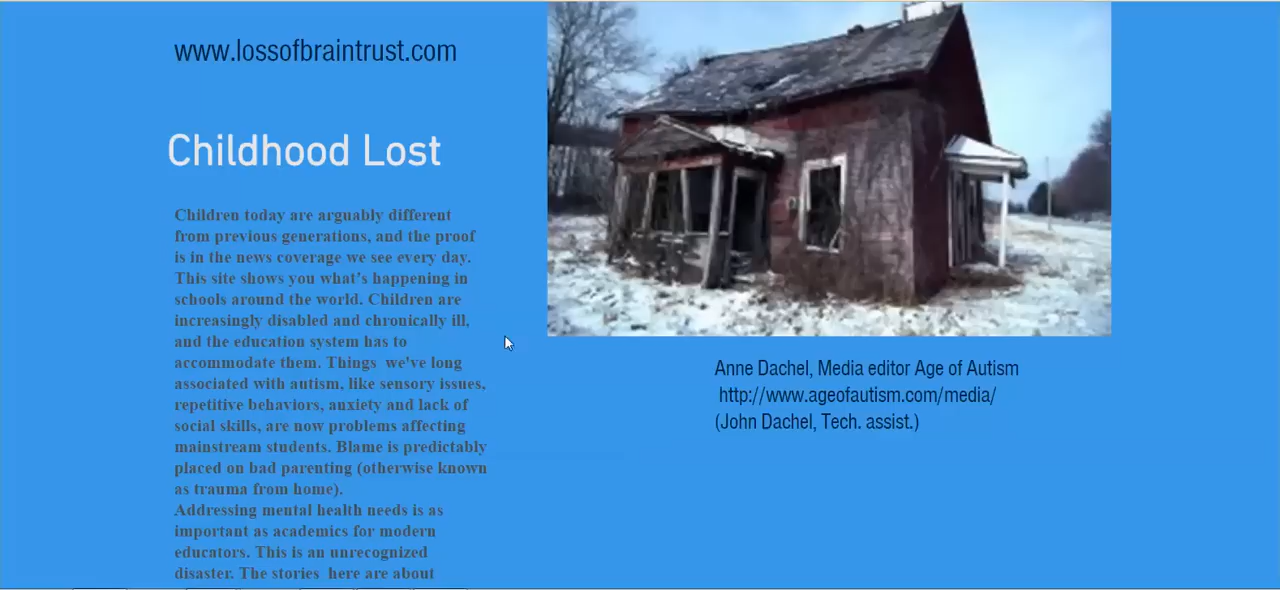 www.lossofbraintrust.com
Childhood Lost
Children today are arguably different
from previous generations, and the proof
is in the news coverage we see every day.
This site shows you what's happening in
schools around the world. Children are
increasingly disabled and chronically ill,
and the education system has to
accommodate them. Things  we've long
associated with autism, like sensory issues,
repetitive behaviors, anxiety and lack of
social skills, are now problems affecting
mainstream students. Blame is predictably
placed on bad parenting (otherwise known
as trauma from home).
Addressing mental health needs is as
important as academics for modern
educators. This is an unrecognized
disaster. The stories  here are about
Anne Dachel, Media editor Age of Autism
http://www.ageofautism.com/media/
(John Dachel, Tech. assist.)